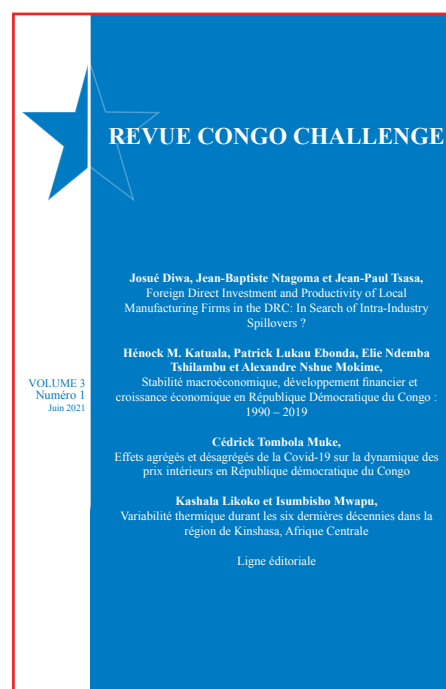 REVUE CONGO CHALLENGE
Josué Diwa, Jean-Baptiste Ntagoma et Jean-Paul Tsasa,
Foreign Direct Investment and Productivity of Local
Manufacturing Firms in the DRC: In Search of Intra-Industry
Spillovers ?
Hénock M. Katuala, Patrick Lukau Ebonda, Elie Ndemba
Tshilambu et Alexandre Nshue Mokime,
Stabilité macroéconomique, développement financier et
croissance économique en République Démocratique du Congo :
1990 – 2019
VOLUME 3
Numéro 1
Juin 2021
Cédrick Tombola Muke,
Effets agrégés et désagrégés de la Covid-19 sur la dynamique des
prix intérieurs en République démocratique du Congo
Kashala Likoko et Isumbisho Mwapu,
Variabilité thermique durant les six dernières décennies dans la
région de Kinshasa, Afrique Centrale
Ligne éditoriale